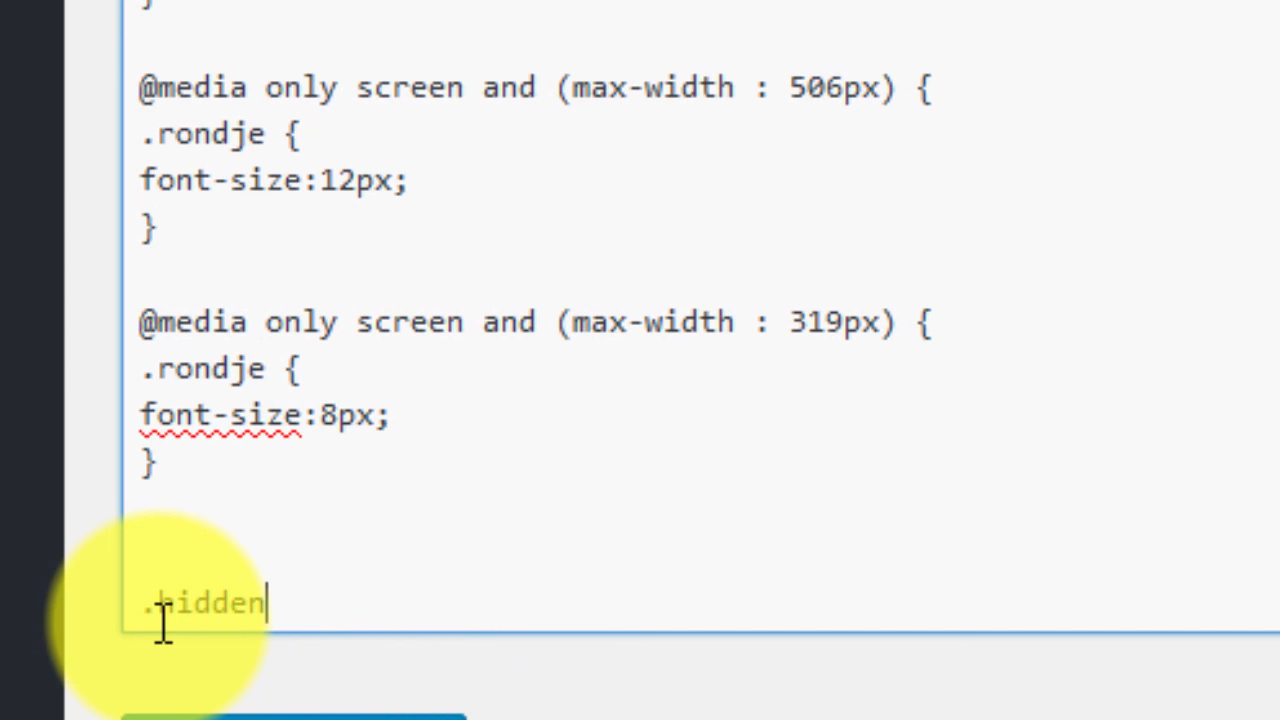 }
@media only screen and (max-width : 506px) {
.rondje {
font-size:12px;
}
@media only screen and (max-width : 319px) {
.rondje {
font-size:8px;
}
.hidden